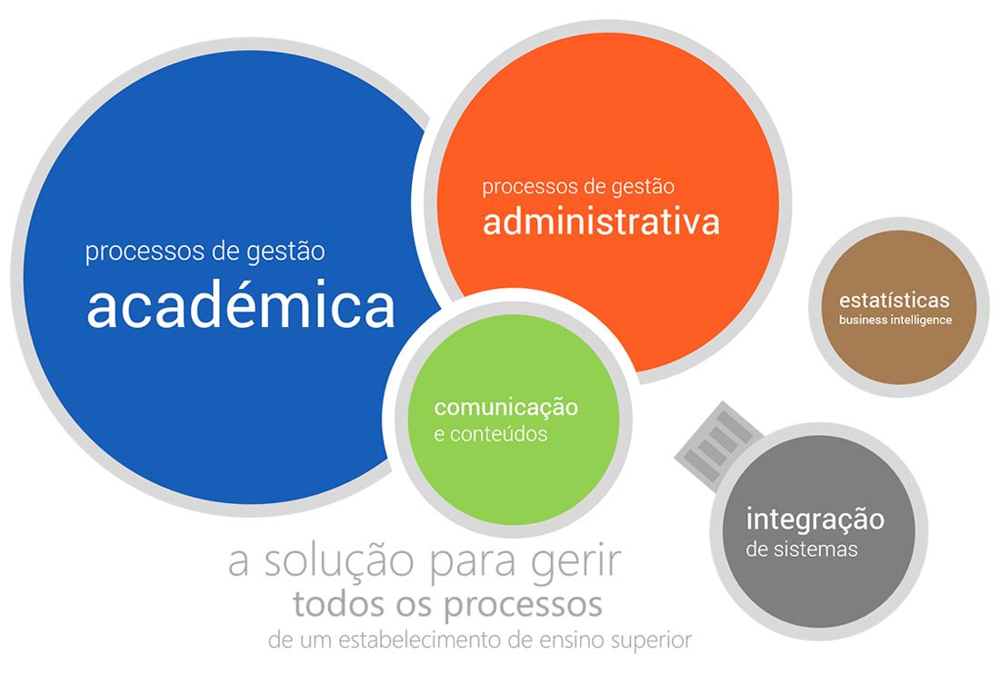 processos de gestão
académica
processos de gestão
administrativa
estatísticas
business intelligence
comunicação
e conteúdos
integração
de sistemas
a solução para gerir
todos os processos
de um estabelecimento de ensino superior